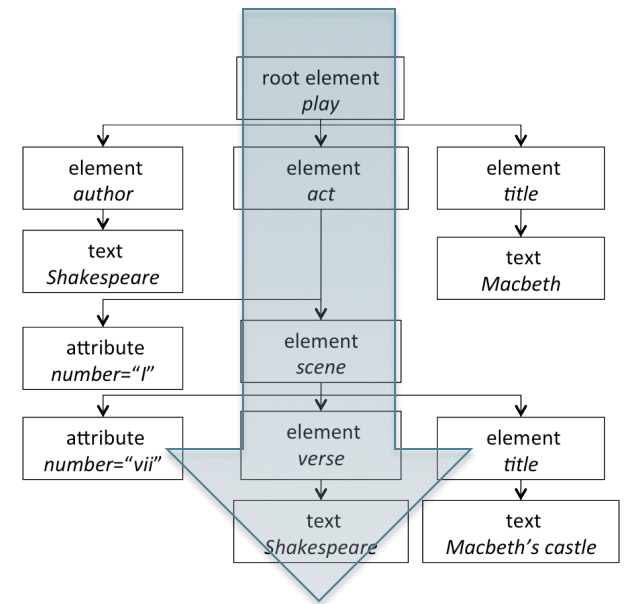 root element
play
element
author
element
act
element
title
text
Shakespeare
text
Macbeth
attribute
number=“I”
element
scene
attribute
number=“vii”
element
verse
element
title
text
Shakespeare
text
Macbeth’s castle